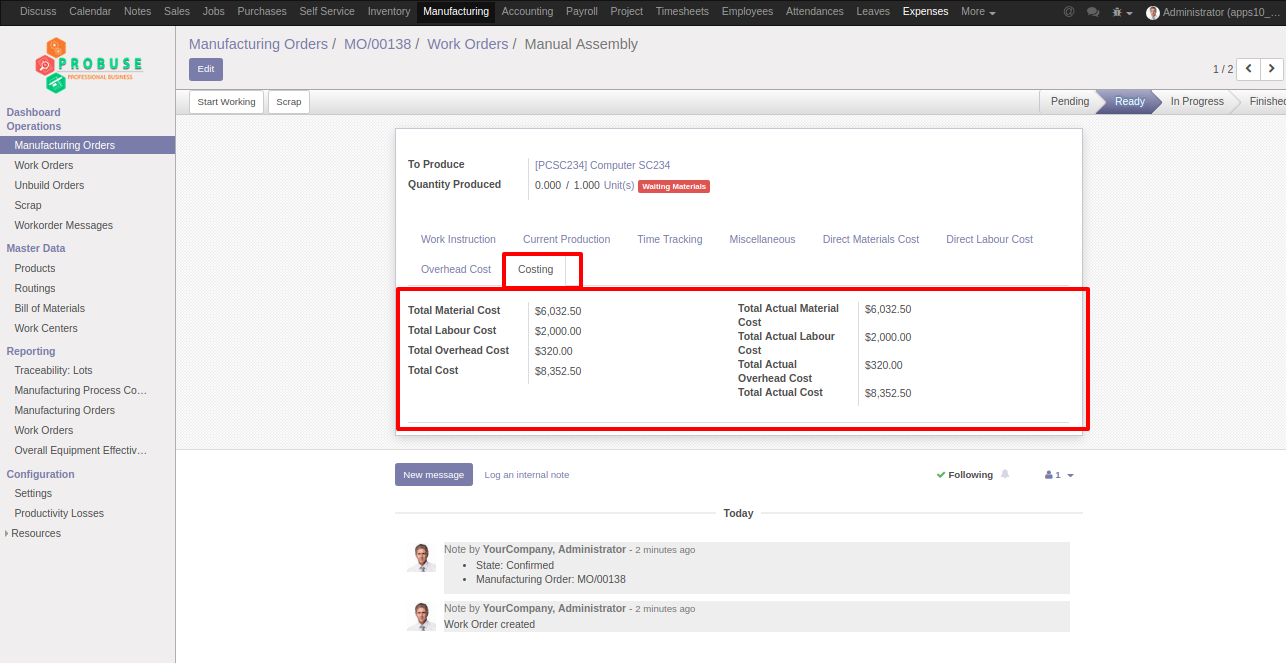 Discuss Calendar Notes Sales Jobs Purchases Self Service Inventory Manufacturing Accounting Payroll Project Timesheets Employees Attendances Leaves Expenses More @ Administrator (apps10_...
PROBUSE
PROFESSIONAL BUSINESS
Dashboard
Operations
Manufacturing Orders
Work Orders
Unbuild Orders
Scrap
Workorder Messages
Master Data
Products
Routings
Bill of Materials
Work Centers
Reporting
Traceability: Lots
Manufacturing Process Co…
Manufacturing Orders
Work Orders
Overall Equipment Effectiv…
Configuration
Settings
Productivity Losses
Resources
Manufacturing Orders / MO/00138 / Work Orders / Manual Assembly
Edit
1 / 2
Start Working Scrap
Pending Ready In Progress Finished
To Produce [PCSC234] Computer SC234
Quantity Produced 0.000 / 1.000 Unit(s) Waiting Materials
Work Instruction Current Production Time Tracking Miscellaneous Direct Materials Cost Direct Labour Cost
Overhead Cost Costing
Total Material Cost $6,032.50
Total Labour Cost $2,000.00
Total Overhead Cost $320.00
Total Cost $8,352.50
Total Actual Material $6,032.50
Cost
Total Actual Labour $2,000.00
Cost
Total Actual $320.00
Overhead Cost
Total Actual Cost $8,352.50
New message Log an internal note
Following 1
Today
Note by YourCompany, Administrator - 2 minutes ago
• State: Confirmed
• Manufacturing Order: MO/00138
Note by YourCompany, Administrator - 2 minutes ago
Work Order created